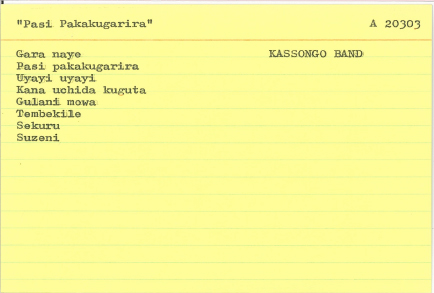 "Pasi Pakakugarira" A 20303
Gara naye KASSONGO BAND
Pasi pakakugarira
Uyayi uyayi
Kana uchida kuguta
Gulani mowa
Tembekile
Sekuru
Suzeni